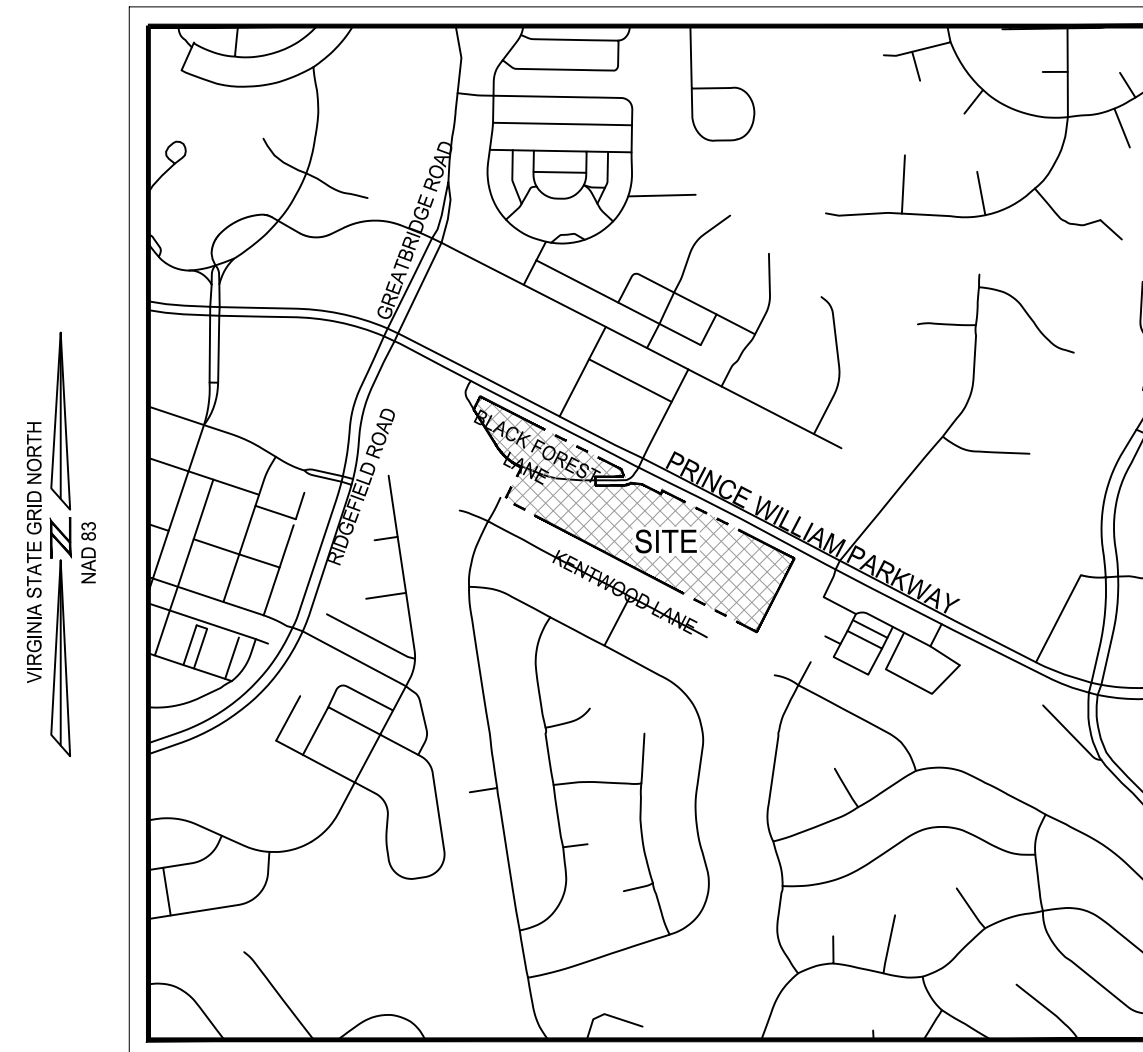 GREATBRIDGE ROAD
RIDGEFIELD ROAD
BLACK FOREST
LANE
PRINCE WILLIAM PARKWAY
SITE
KENTWOOD LANE
VIRGINIA STATE GRID NORTH
NAD 83